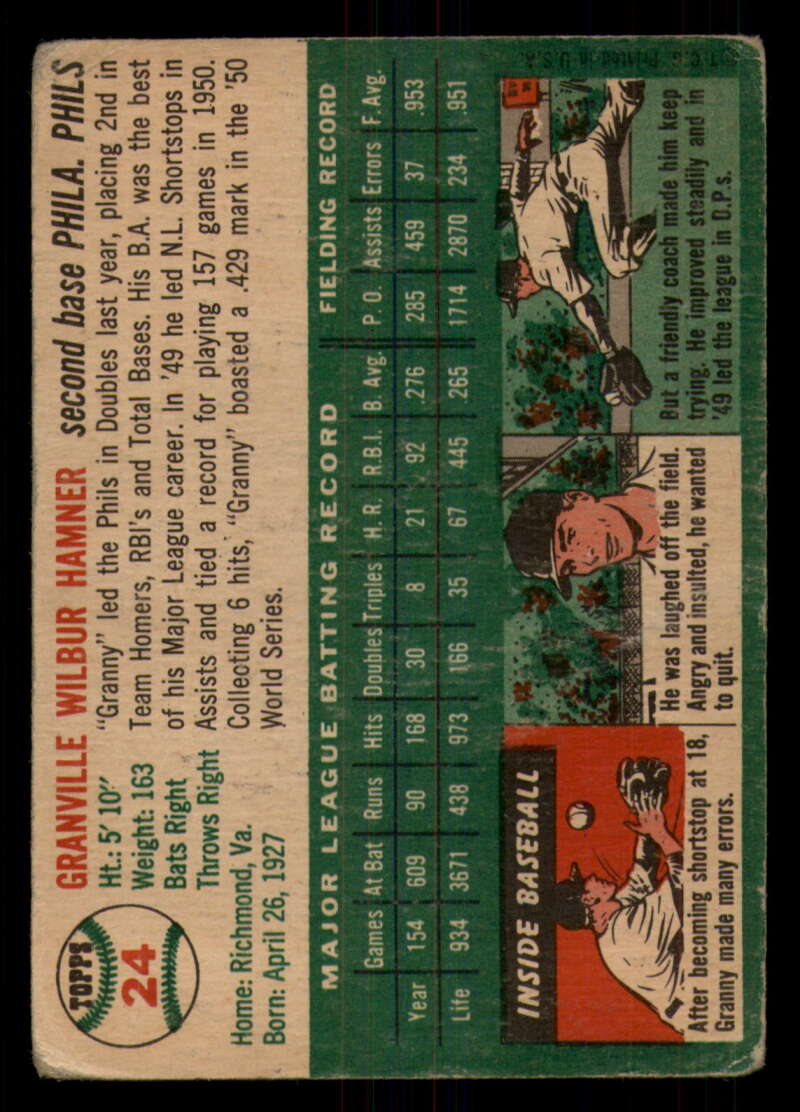 TOPPS
24
GRANVILLE WILBUR HAMNER second base PHILA. PHILS
Ht.: 5' 10"
Weight: 163
Bats Right
Throws Right
Home: Richmond, Va.
Born: April 26, 1927
"Granny" led the Phils in Doubles last year, placing 2nd in
Team Homers, RBI's and Total Bases. His B.A. was the best
of his Major League career. In '49 he led N.L. Shortstops in
Assists and tied a record for playing 157 games in 1950.
Collecting 6 hits, "Granny" boasted a .429 mark in the '50
World Series.
MAJOR LEAGUE BATTING RECORD FIELDING RECORD
Games At Bat Runs Hits Doubles Triples H. R. R.B.I. B. Avg. P. O. Assists Errors F. Avg.
Year 154 609 90 168 30 8 21 92 .276 285 459 37 .953
Life 934 3671 438 973 166 35 67 445 .265 1714 2870 234 .951
INSIDE BASEBALL
After becoming shortstop at 18,
Granny made many errors.
He was laughed off the field.
Angry and insulted, he wanted
to quit.
But a friendly coach made him keep
trying. He improved steadily and in
'49 led the league in D.P.s.
©T. C. G. Printed in U. S. A.